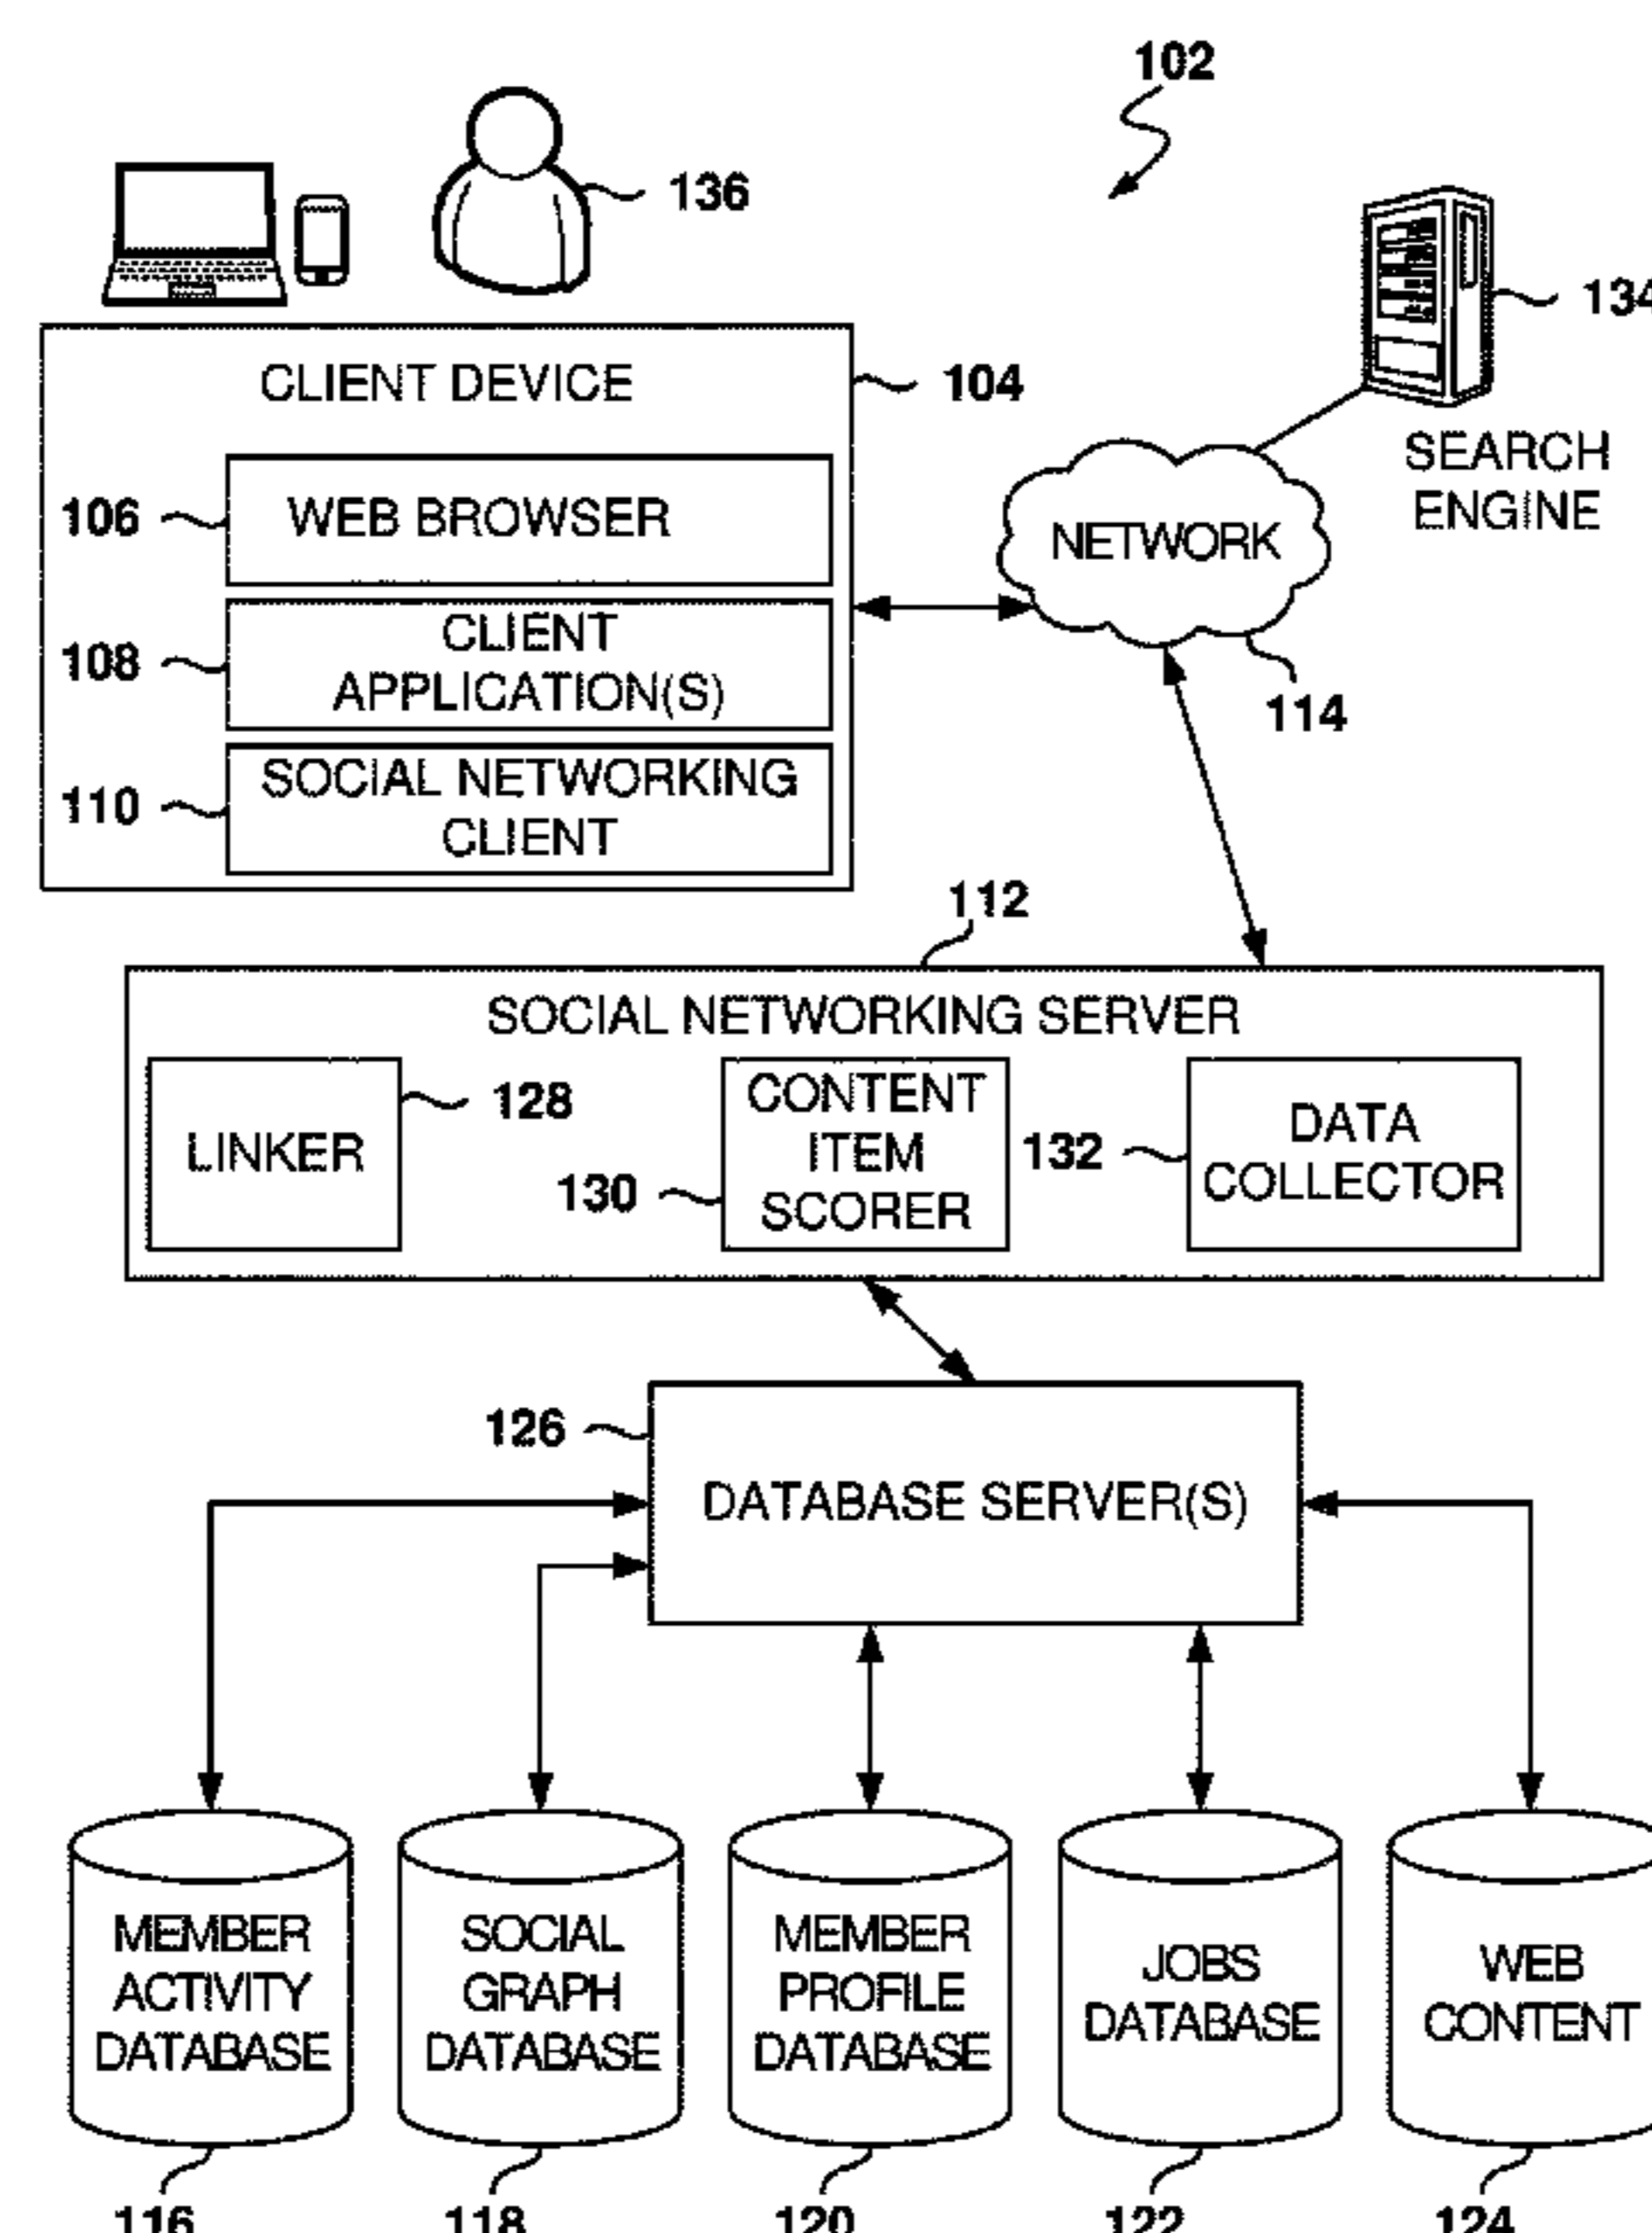 102
136
134
CLIENT DEVICE
104
SEARCH
ENGINE
106
WEB BROWSER
NETWORK
108
CLIENT
APPLICATION(S)
114
110
SOCIAL NETWORKING
CLIENT
112
SOCIAL NETWORKING SERVER
LINKER
128
CONTENT
ITEM
SCORER
130
132
DATA
COLLECTOR
126
DATABASE SERVER(S)
MEMBER
ACTIVITY
DATABASE
SOCIAL
GRAPH
DATABASE
MEMBER
PROFILE
DATABASE
JOBS
DATABASE
WEB
CONTENT
116
118
120
122
124